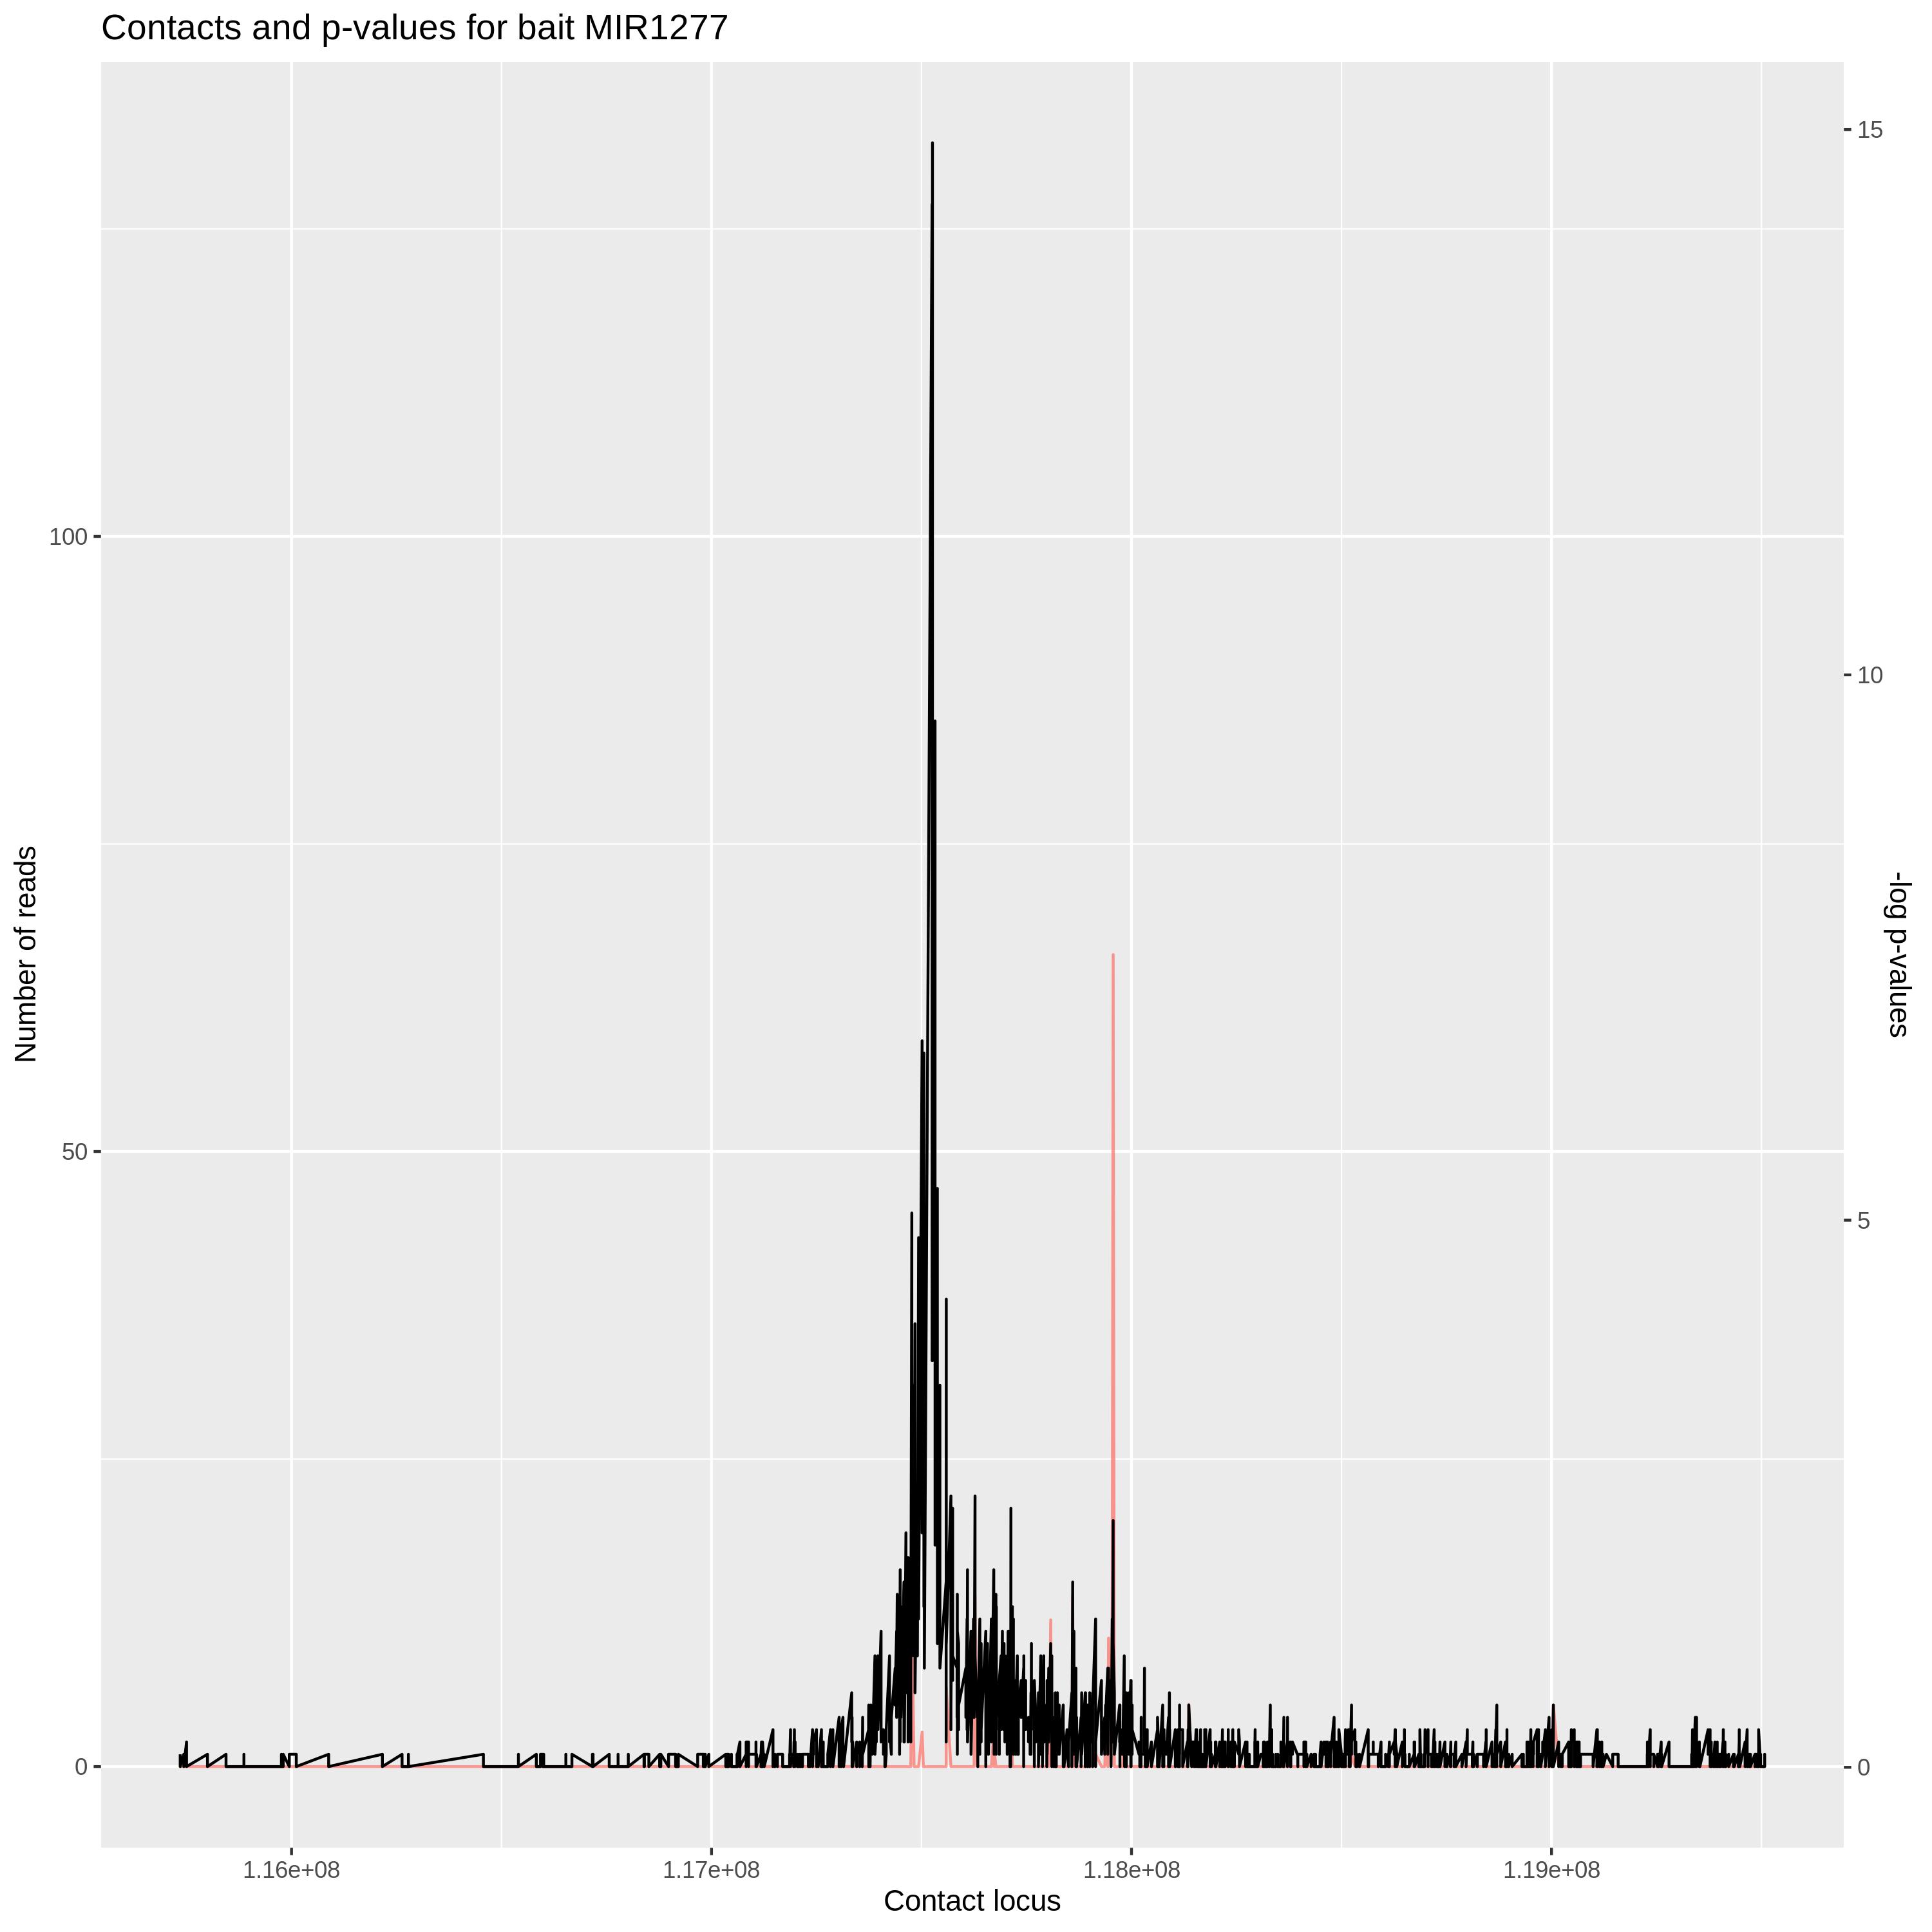 Contacts and p-values for bait MIR1277
15
100
10
Number of reads
-log p-values
50
5
0
0
1.16e+08
1.17e+08
1.18e+08
1.19e+08
Contact locus